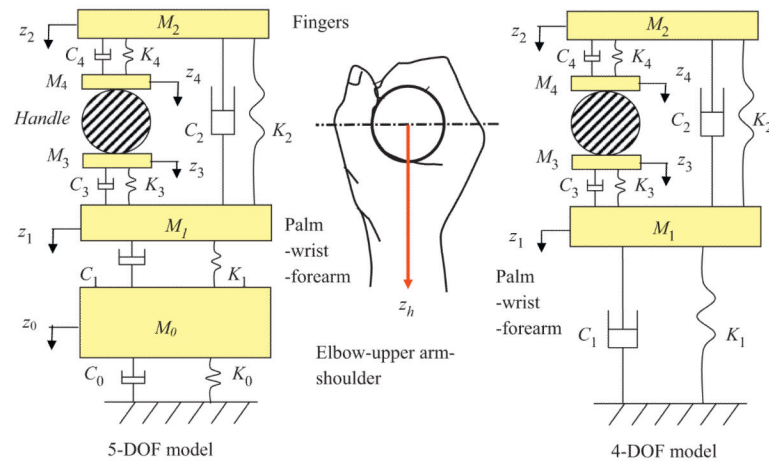 M₂
Fingers
M₂
z₂
z₂
C₄
K₄
C₄
K₄
M₄
z₄
M₄
z₄
Handle
C₂
K₂
C₂
K₂
M₃
z₃
M₃
z₃
C₃
K₃
C₃
K₃
z₁
M₁
Palm
-wrist
-forearm
z₁
M₁
C₁
K₁
z₀
M₀
z_h
Palm
-wrist
-forearm
C₁
K₁
Elbow-upper arm-
shoulder
C₀
K₀
5-DOF model
4-DOF model